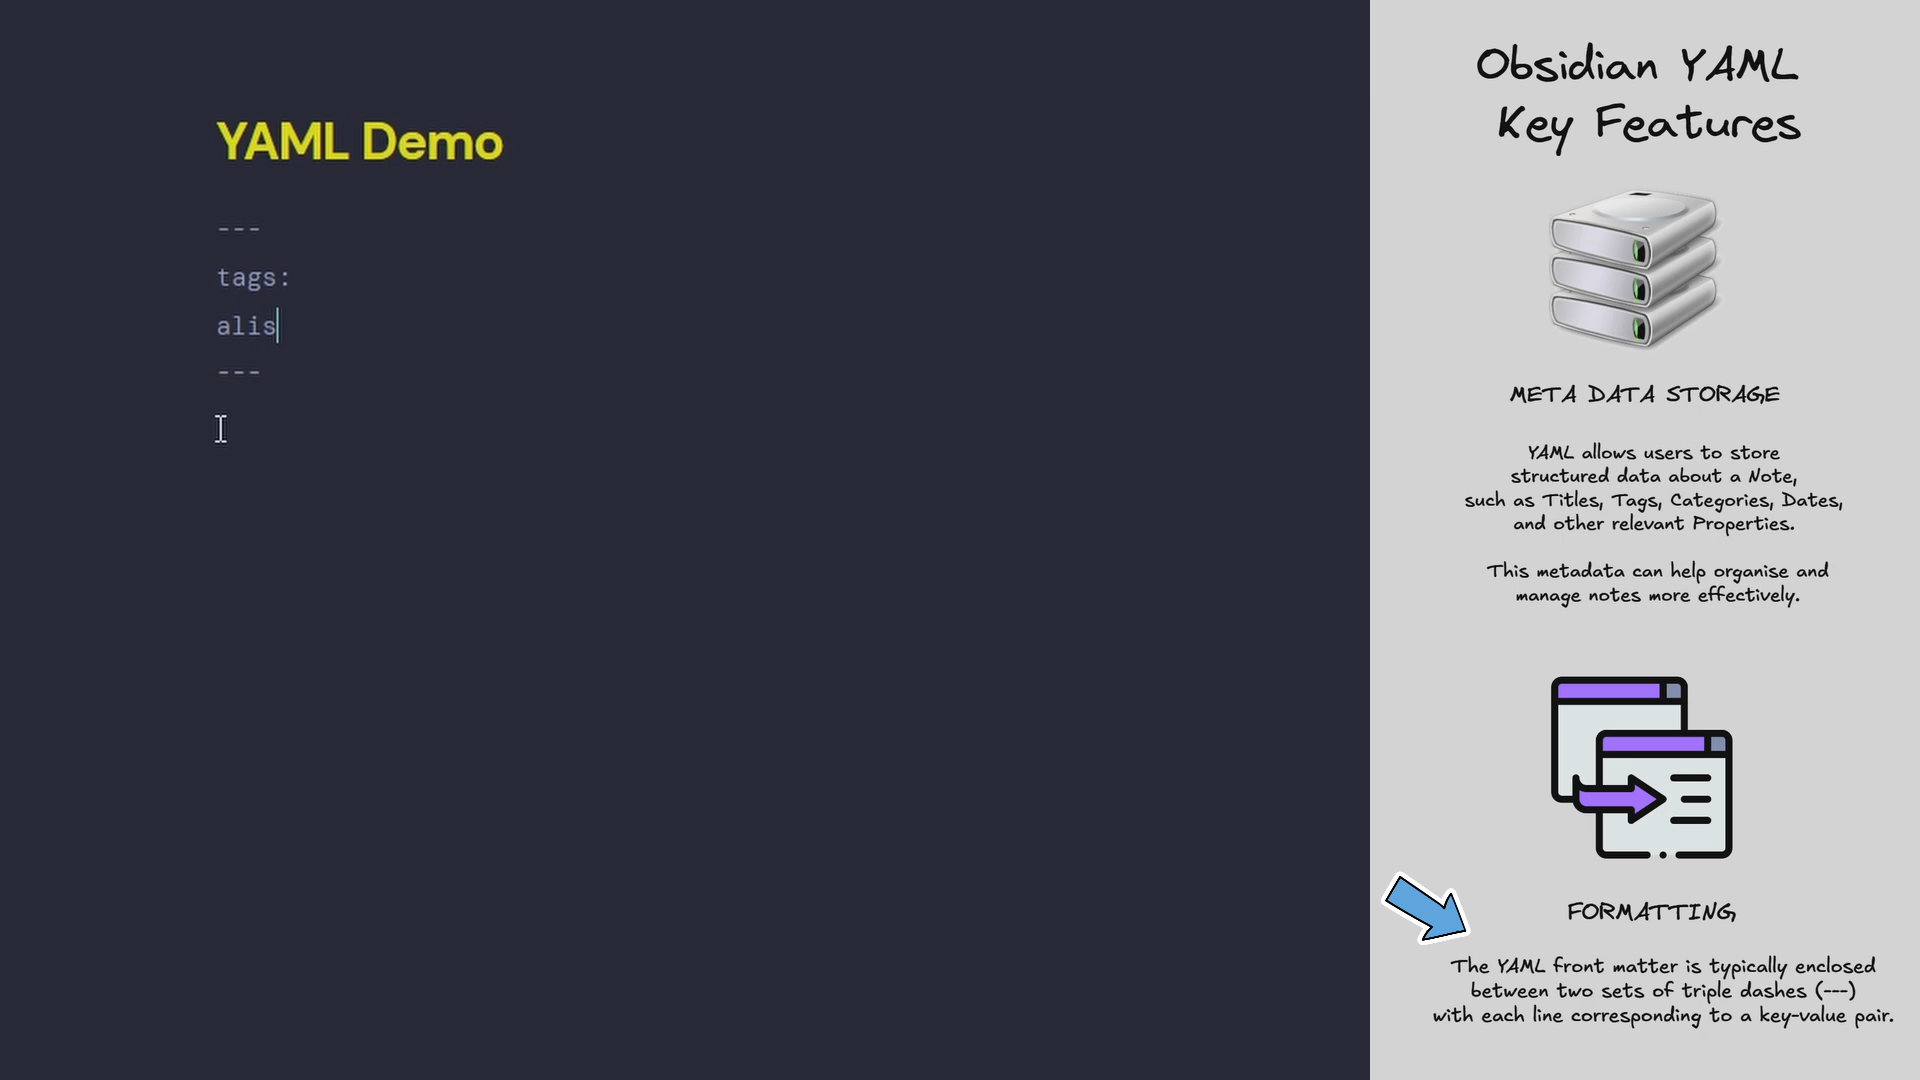 YAML Demo
---
tags:
alis
---
Obsidian YAML
Key Features
META DATA STORAGE
YAML allows users to store
structured data about a Note,
such as Titles, Tags, Categories, Dates,
and other relevant Properties.
This metadata can help organise and
manage notes more effectively.
FORMATTING
The YAML front matter is typically enclosed
between two sets of triple dashes (---)
with each line corresponding to a key-value pair.